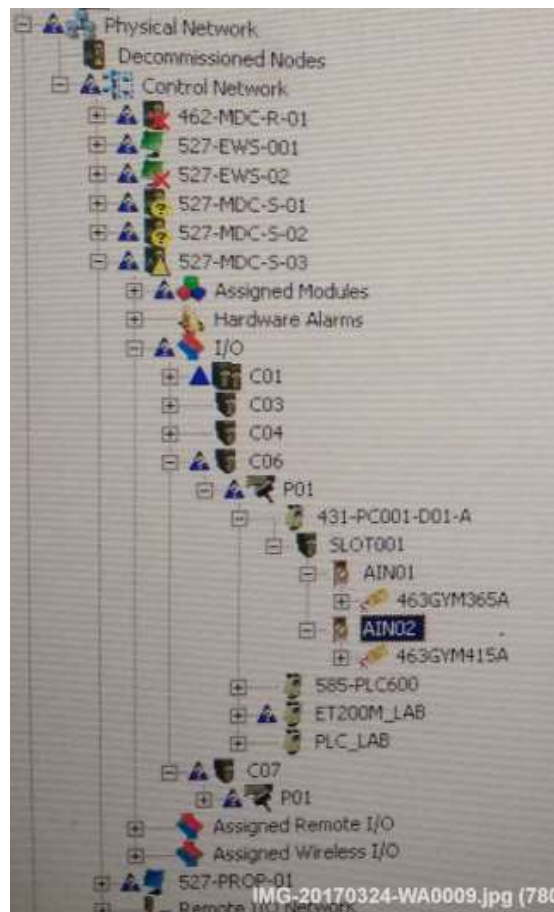 Physical Network
Decommissioned Nodes
Control Network
462-MDC-R-01
527-EWS-001
527-EWS-02
527-MDC-S-01
527-MDC-S-02
527-MDC-S-03
Assigned Modules
Hardware Alarms
I/O
C01
C03
C04
C06
P01
431-PC001-D01-A
SLOT001
AIN01
463GYM365A
AIN02
463GYM415A
585-PLC600
ET200M_LAB
PLC_LAB
C07
P01
Assigned Remote I/O
Assigned Wireless I/O
527-PROP-01
Remote I/O Network
IMG-20170324-WA0009.jpg (780